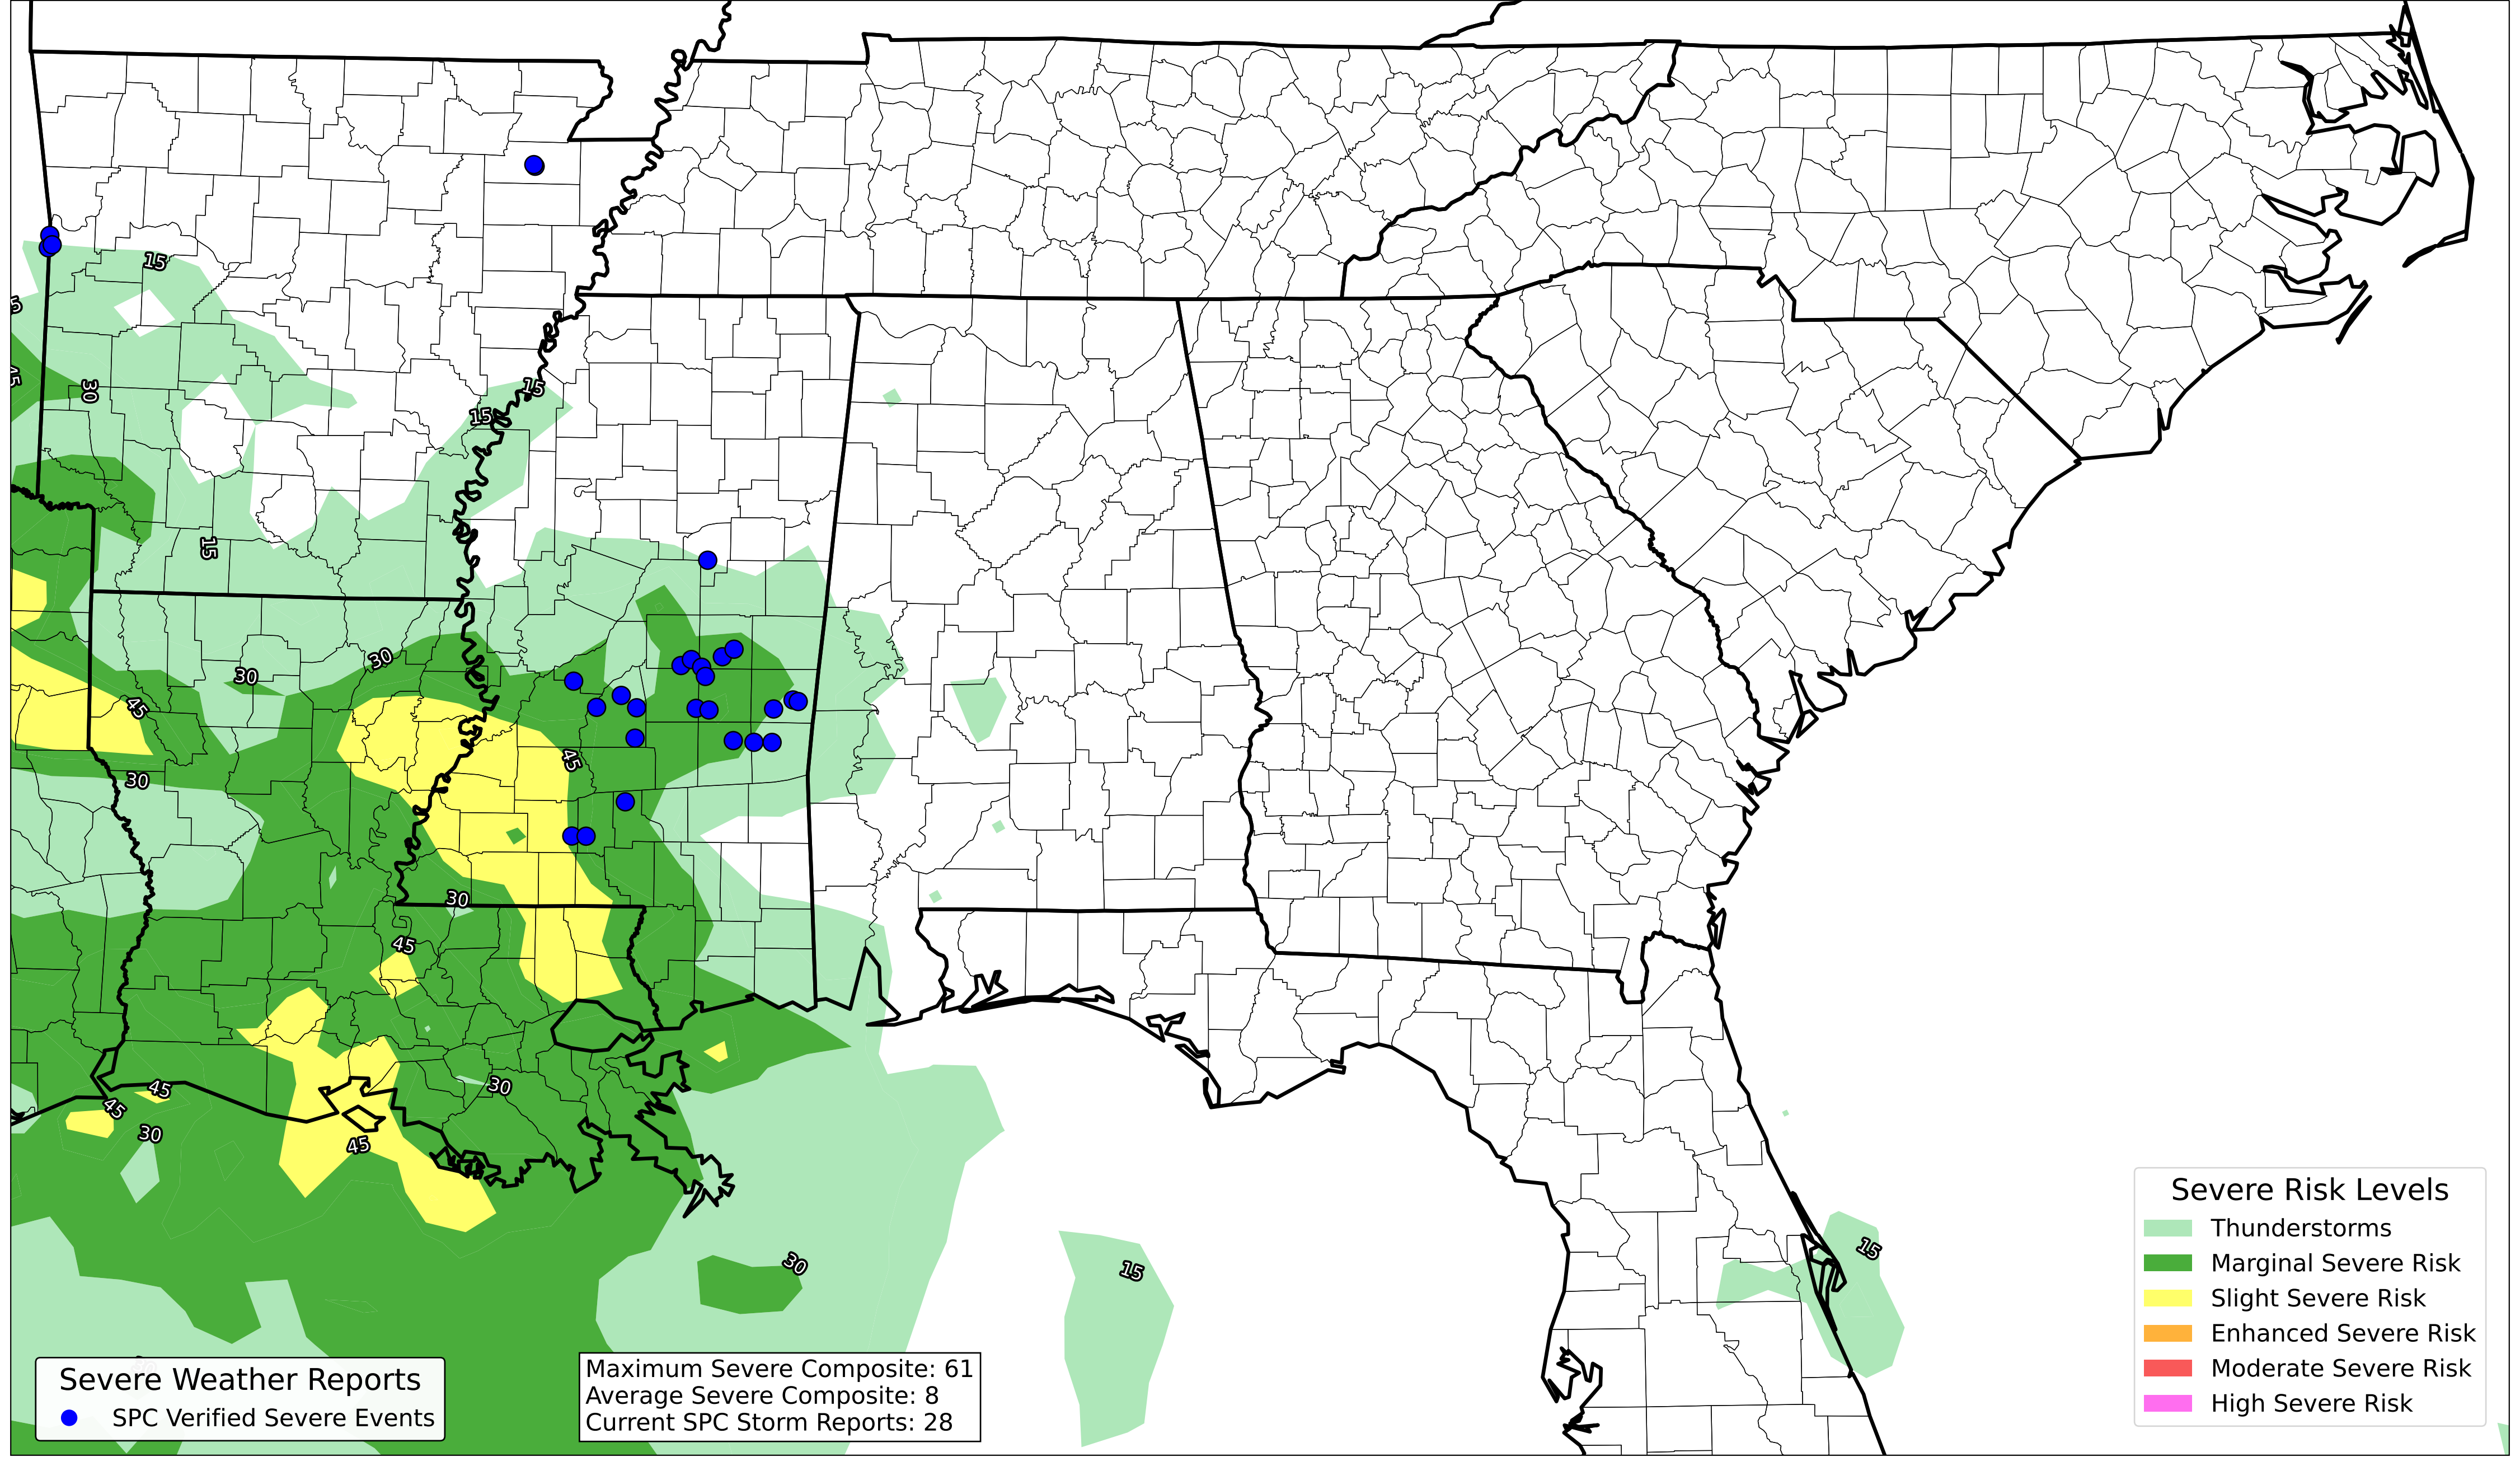 15
15
30
15
15
30
30
45
45
30
30
45
45
30
45
30
45
30
15
15
45
Severe Risk Levels
Thunderstorms
Marginal Severe Risk
Slight Severe Risk
Enhanced Severe Risk
Moderate Severe Risk
High Severe Risk
Severe Weather Reports
SPC Verified Severe Events
Maximum Severe Composite: 61
Average Severe Composite: 8
Current SPC Storm Reports: 28